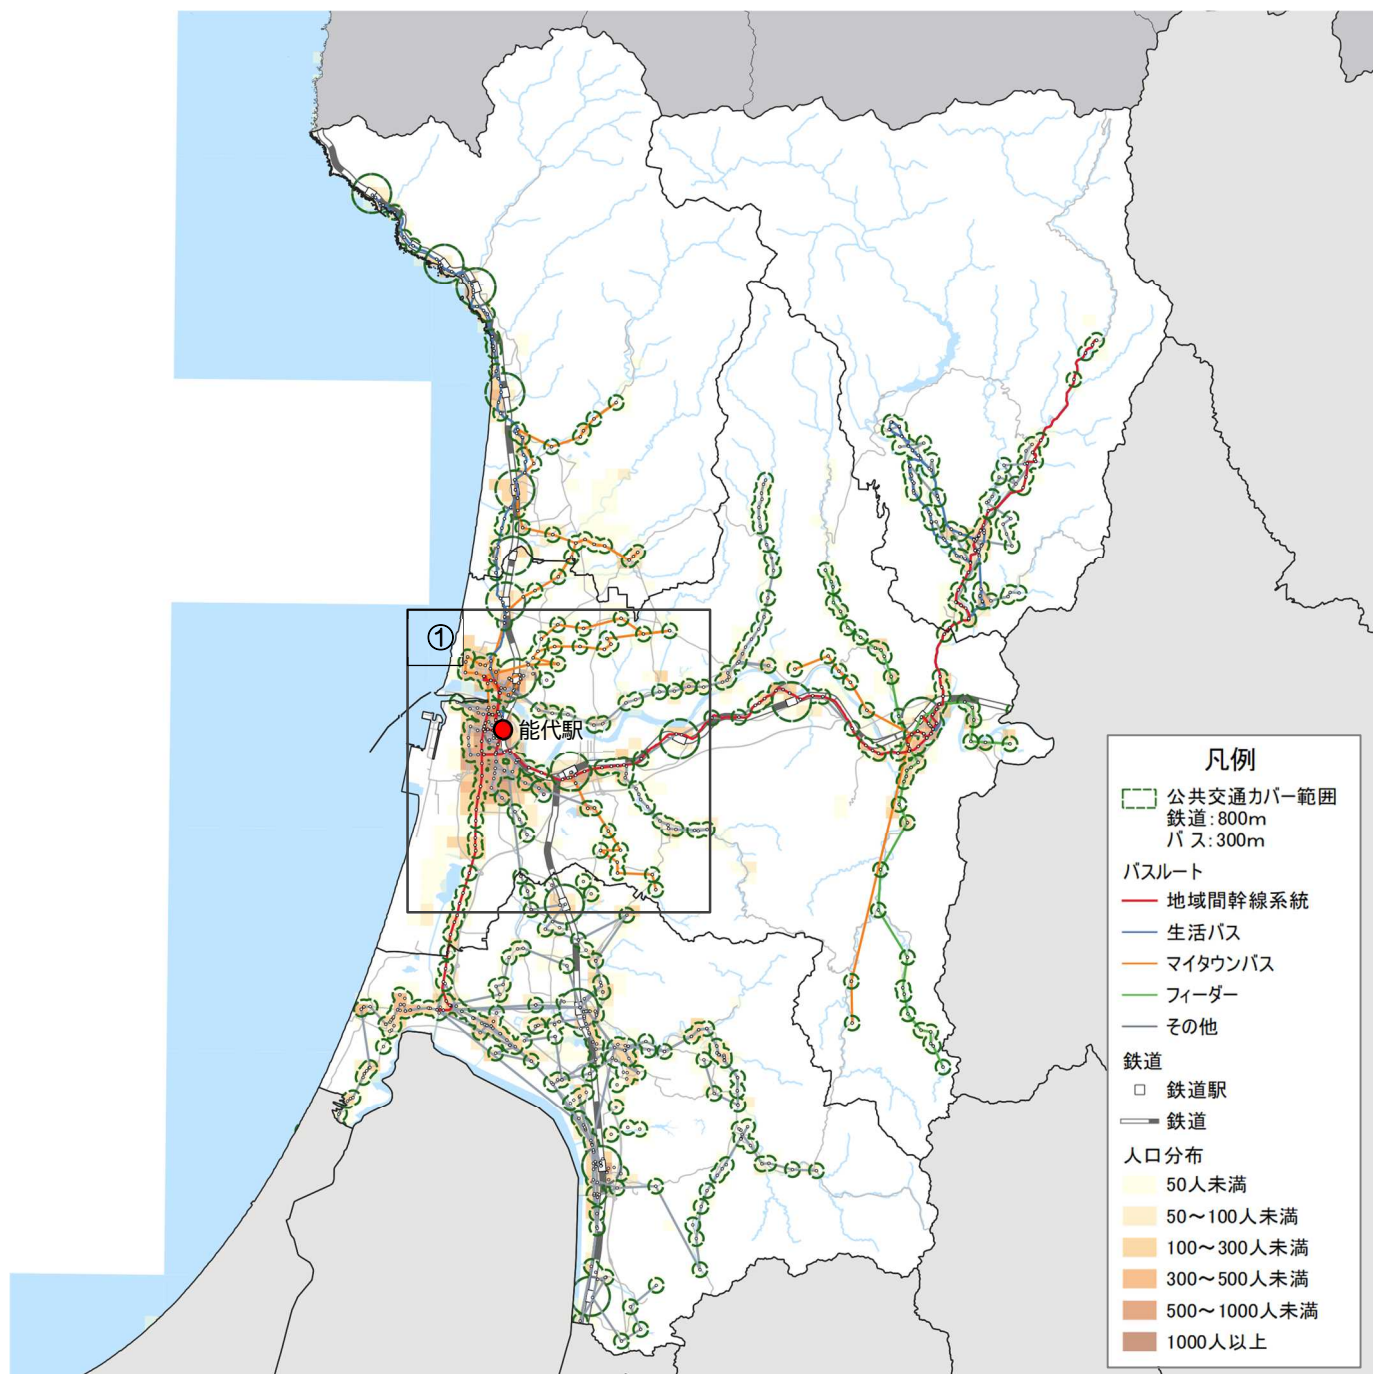 ①
能代駅
凡例
公共交通カバー範囲
鉄道:800m
バス:300m
バスルート
地域間幹線系統
生活バス
マイタウンバス
フィーダー
その他
鉄道
鉄道駅
鉄道
人口分布
50人未満
50～100人未満
100～300人未満
300～500人未満
500～1000人未満
1000人以上